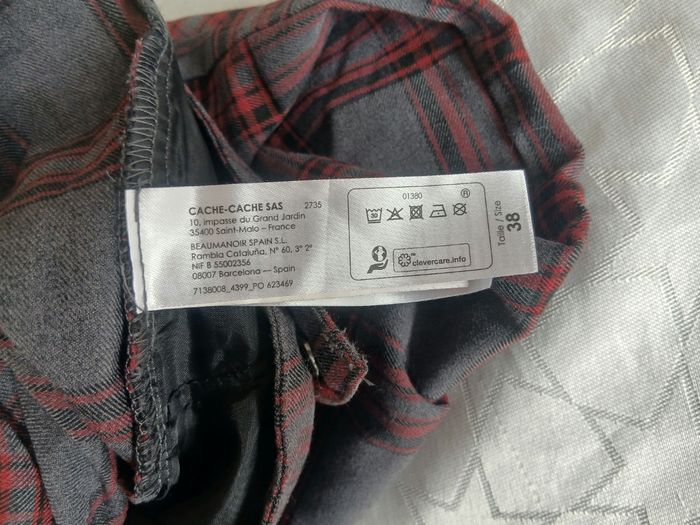 CACHE-CACHE SAS 2735
10, impasse du Grand Jardin
35400 Saint-Malo – France
BEAUMANOIR SPAIN S.L.
Rambla Cataluña, N° 60, 3° 2°
NIF B 55002356
08007 Barcelona – Spain
7138008_4399_PO 623469
01380
®
30
™
clevercare.info
Taille / Size
38